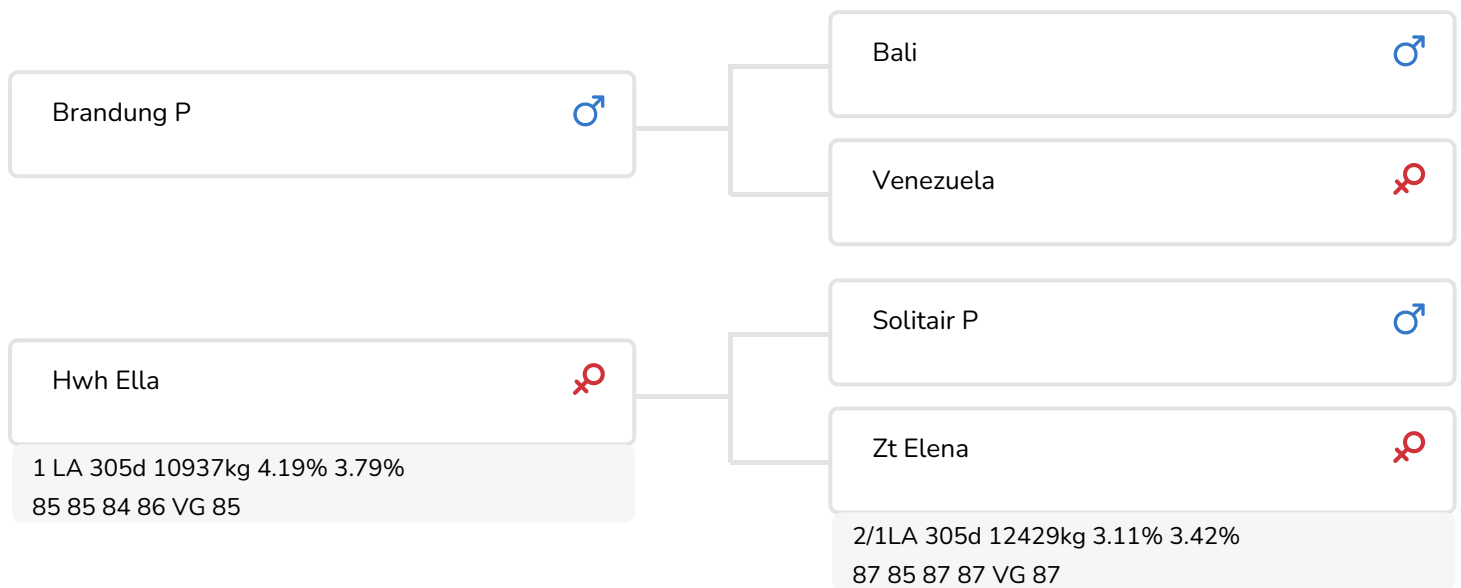 Bali
Brandung P
Venezuela
Solitair P
Hwh Ella
1 LA 305d 10937kg 4.19% 3.79%
85 85 84 86 VG 85
Zt Elena
2/1LA 305d 12429kg 3.11% 3.42%
87 85 87 87 VG 87